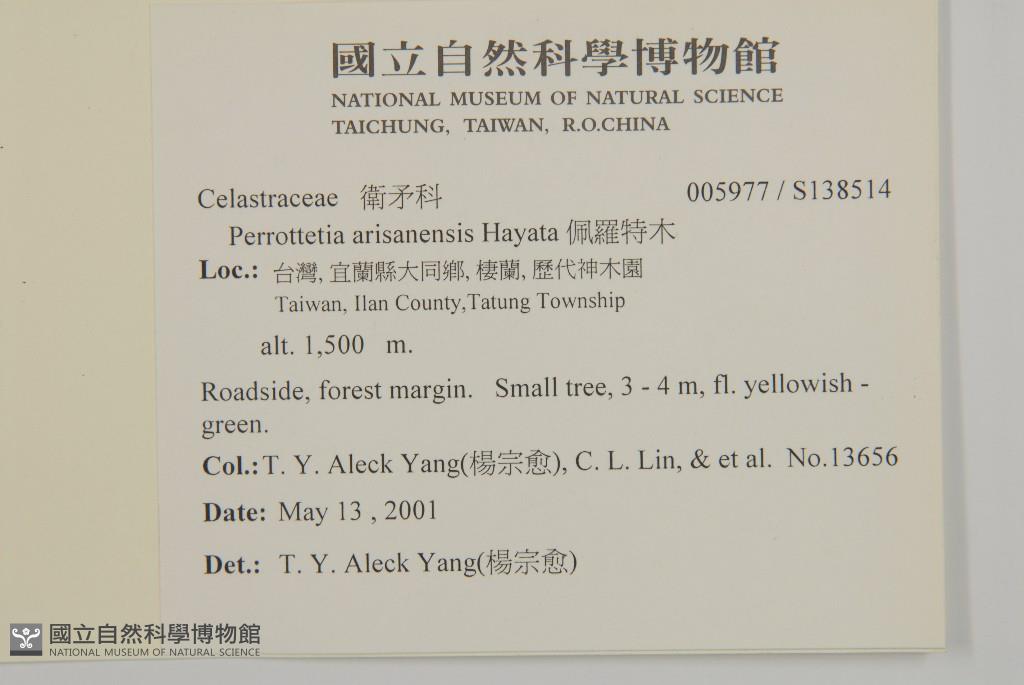 國立自然科學博物館
NATIONAL MUSEUM OF NATURAL SCIENCE
TAICHUNG, TAIWAN, R.O.CHINA
Celastraceae 衛矛科 005977 / S138514
Perrottetia arisanensis Hayata 佩羅特木
Loc.: 台灣, 宜蘭縣大同鄉, 棲蘭, 歷代神木園
Taiwan, Ilan County,Tatung Township
alt. 1,500 m.
Roadside, forest margin. Small tree, 3 - 4 m, fl. yellowish -
green.
Col.: T. Y. Aleck Yang(楊宗愈), C. L. Lin, & et al. No.13656
Date: May 13 , 2001
Det.: T. Y. Aleck Yang(楊宗愈)
國立自然科學博物館
NATIONAL MUSEUM OF NATURAL SCIENCE